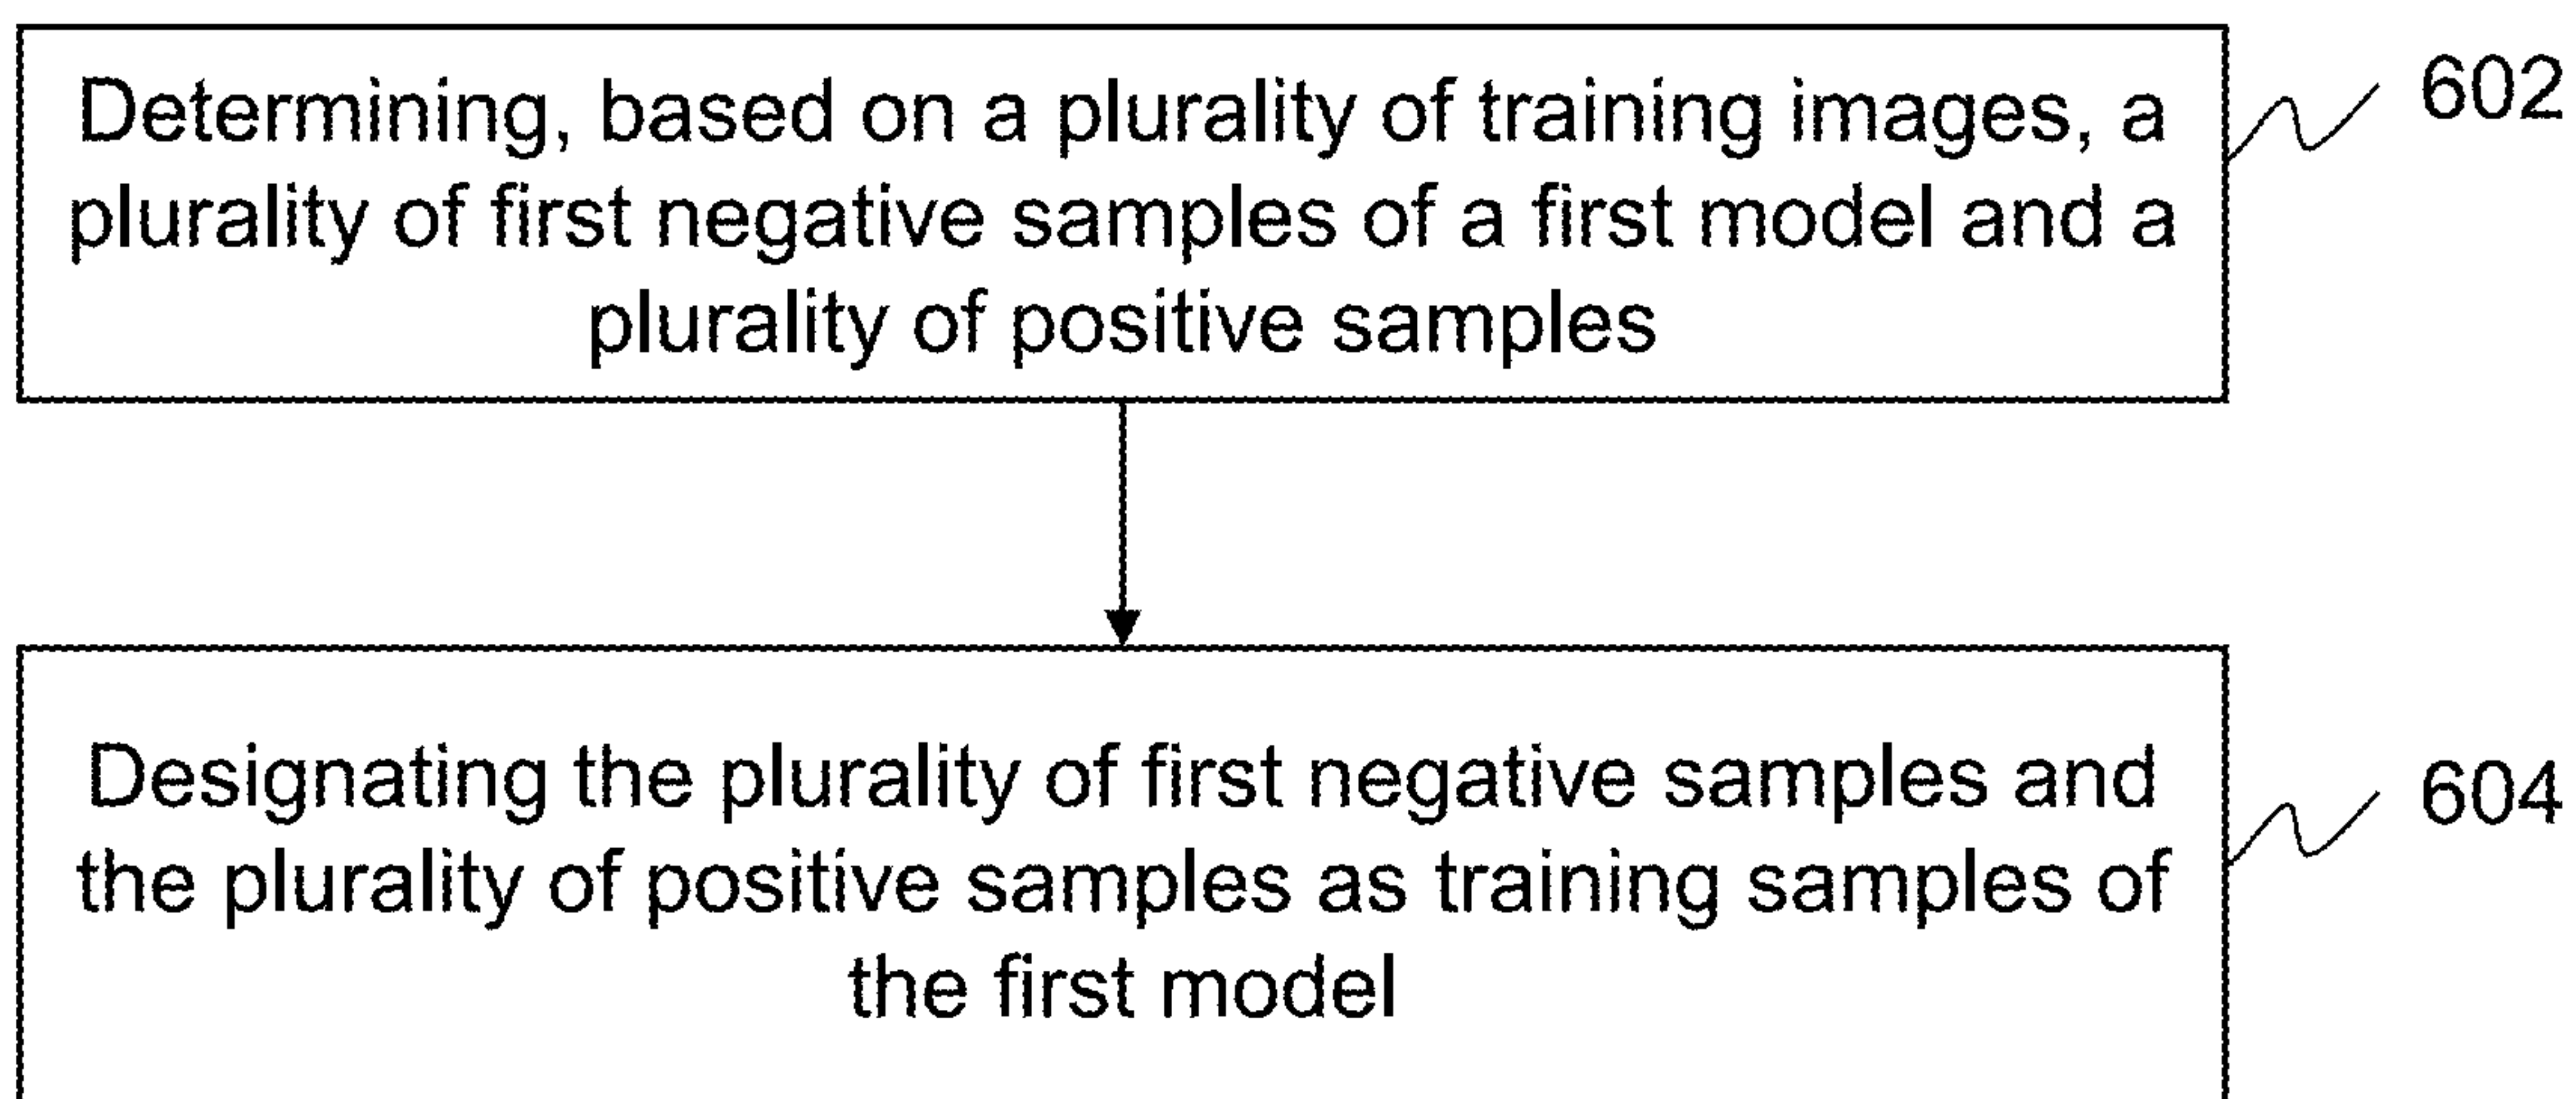 Determining, based on a plurality of training images, a
plurality of first negative samples of a first model and a
plurality of positive samples
602
Designating the plurality of first negative samples and
the plurality of positive samples as training samples of
the first model
604